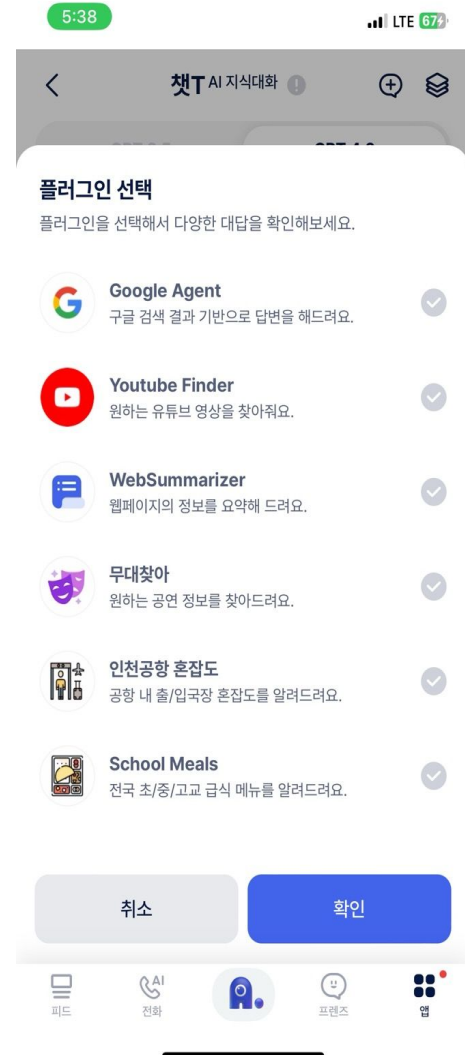 5:38
LTE 67
챗T AI 지식대화
플러그인 선택
플러그인을 선택해서 다양한 대답을 확인해보세요.
Google Agent
구글 검색 결과 기반으로 답변을 해드려요.
Youtube Finder
원하는 유튜브 영상을 찾아줘요.
WebSummarizer
웹페이지의 정보를 요약해 드려요.
무대찾아
원하는 공연 정보를 찾아드려요.
인천공항 혼잡도
공항 내 출/입국장 혼잡도를 알려드려요.
School Meals
전국 초/중/고교 급식 메뉴를 알려드려요.
취소 확인
AI
피드 전화 프렌즈 앱